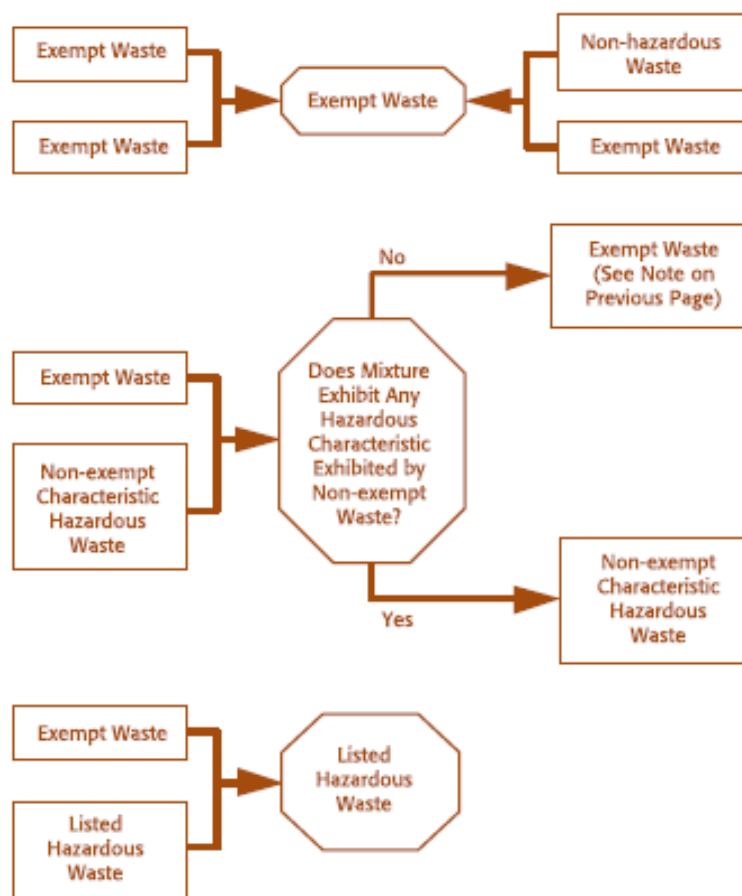 Exempt Waste
Exempt Waste
Exempt Waste
Non-hazardous
Waste
Exempt Waste
No
Exempt Waste
(See Note on
Previous Page)
Exempt Waste
Non-exempt
Characteristic
Hazardous
Waste
Does Mixture
Exhibit Any
Hazardous
Characteristic
Exhibited by
Non-exempt
Waste?
Yes
Non-exempt
Characteristic
Hazardous
Waste
Exempt Waste
Listed
Hazardous
Waste
Listed
Hazardous
Waste